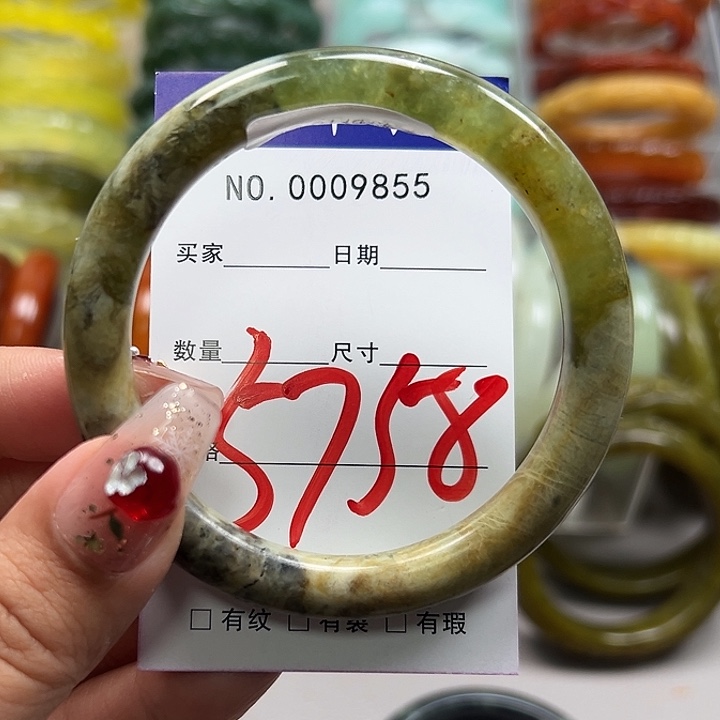 NO. 0009855
买家 日期
数量 尺寸
5758
□ 有纹 □ 有裂 □ 有瑕